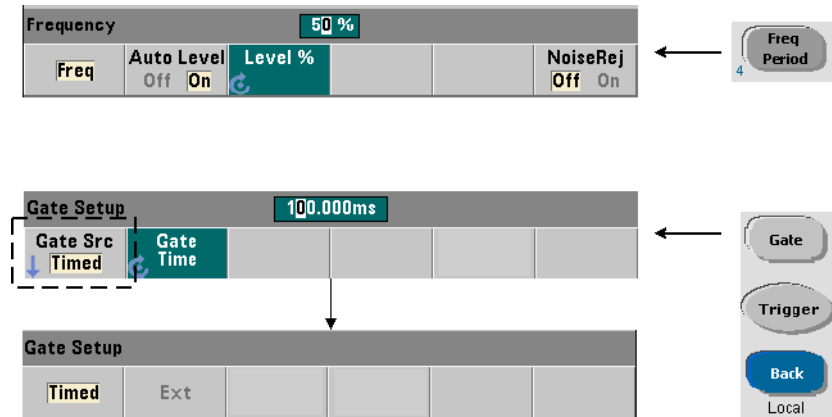 Frequency 50 %
Freq
Period
4
Freq
Auto Level
Off On
Level %
NoiseRej
Off On
Gate Setup 100.000ms
Gate Src
Timed
Gate
Time
Gate
Trigger
Gate Setup
Timed Ext
Back
Local